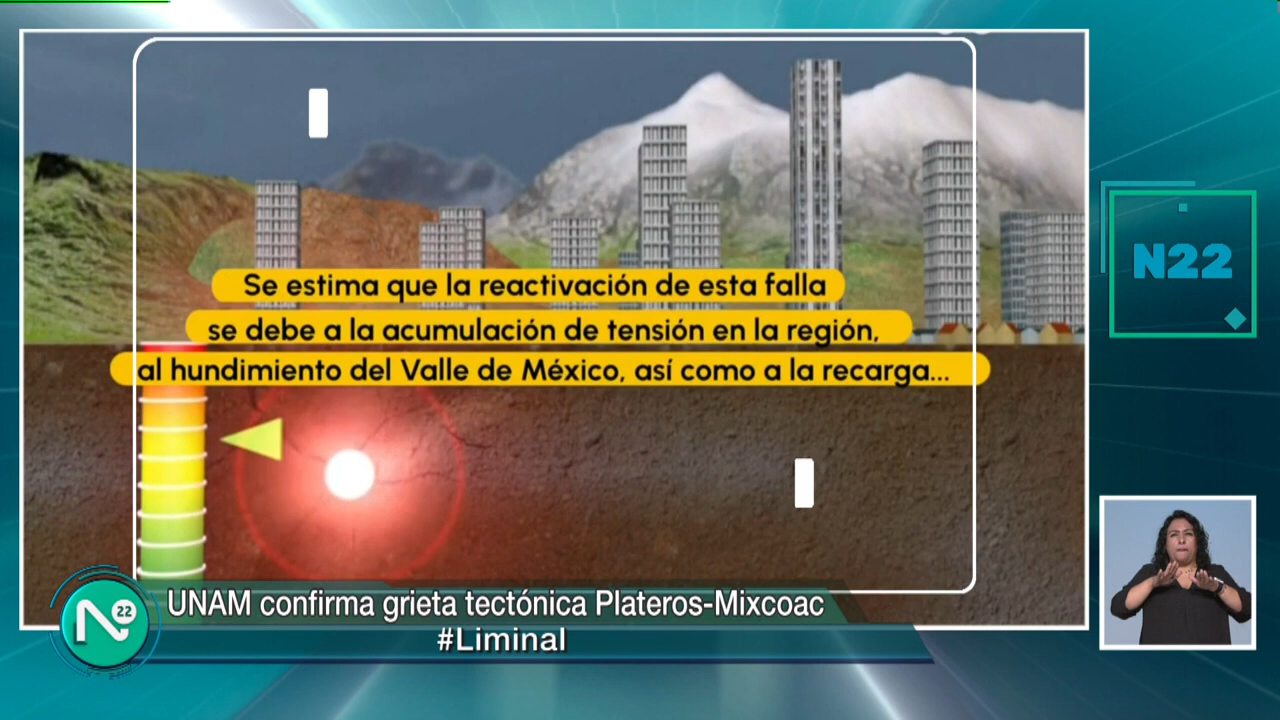 Se estima que la reactivación de esta falla
se debe a la acumulación de tensión en la región,
al hundimiento del Valle de México, así como a la recarga...
N22
UNAM confirma grieta tectónica Plateros-Mixcoac
#Liminal
N 22